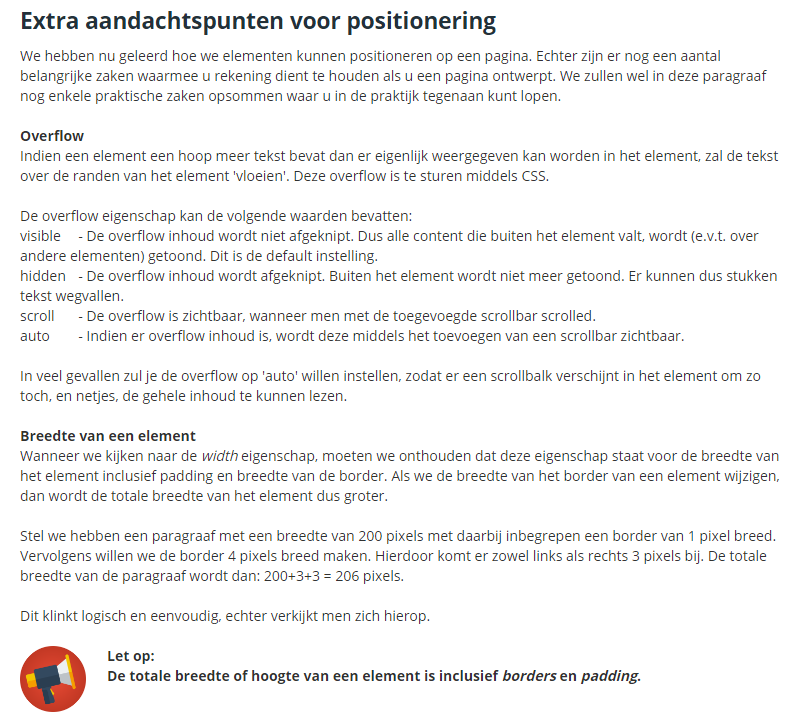 Extra aandachtspunten voor positionering
We hebben nu geleerd hoe we elementen kunnen positioneren op een pagina. Echter zijn er nog een aantal
belangrijke zaken waarmee u rekening dient te houden als u een pagina ontwerpt. We zullen wel in deze paragraaf
nog enkele praktische zaken opsommen waar u in de praktijk tegenaan kunt lopen.
Overflow
Indien een element een hoop meer tekst bevat dan er eigenlijk weergegeven kan worden in het element, zal de tekst
over de randen van het element 'vloeien'. Deze overflow is te sturen middels CSS.
De overflow eigenschap kan de volgende waarden bevatten:
visible - De overflow inhoud wordt niet afgeknipt. Dus alle content die buiten het element valt, wordt (e.v.t. over
andere elementen) getoond. Dit is de default instelling.
hidden - De overflow inhoud wordt afgeknipt. Buiten het element wordt niet meer getoond. Er kunnen dus stukken
tekst wegvallen.
scroll - De overflow is zichtbaar, wanneer men met de toegevoegde scrollbar scrolled.
auto - Indien er overflow inhoud is, wordt deze middels het toevoegen van een scrollbar zichtbaar.
In veel gevallen zul je de overflow op 'auto' willen instellen, zodat er een scrollbalk verschijnt in het element om zo
toch, en netjes, de gehele inhoud te kunnen lezen.
Breedte van een element
Wanneer we kijken naar de width eigenschap, moeten we onthouden dat deze eigenschap staat voor de breedte van
het element inclusief padding en breedte van de border. Als we de breedte van het border van een element wijzigen,
dan wordt de totale breedte van het element dus groter.
Stel we hebben een paragraaf met een breedte van 200 pixels met daarbij inbegrepen een border van 1 pixel breed.
Vervolgens willen we de border 4 pixels breed maken. Hierdoor komt er zowel links als rechts 3 pixels bij. De totale
breedte van de paragraaf wordt dan: 200+3+3 = 206 pixels.
Dit klinkt logisch en eenvoudig, echter verkijkt men zich hierop.
Let op:
De totale breedte of hoogte van een element is inclusief borders en padding.